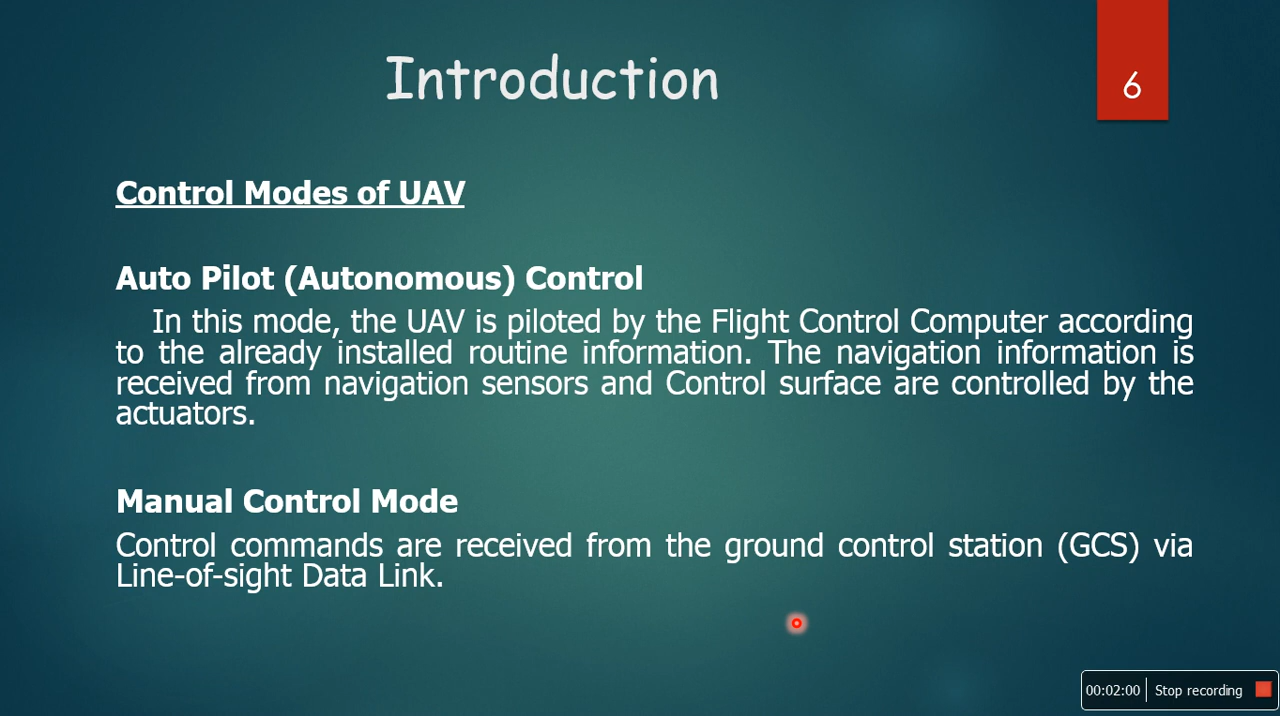 Introduction
6
Control Modes of UAV
Auto Pilot (Autonomous) Control
In this mode, the UAV is piloted by the Flight Control Computer according
to the already installed routine information. The navigation information is
received from navigation sensors and Control surface are controlled by the
actuators.
Manual Control Mode
Control commands are received from the ground control station (GCS) via
Line-of-sight Data Link.
00:02:00 Stop recording